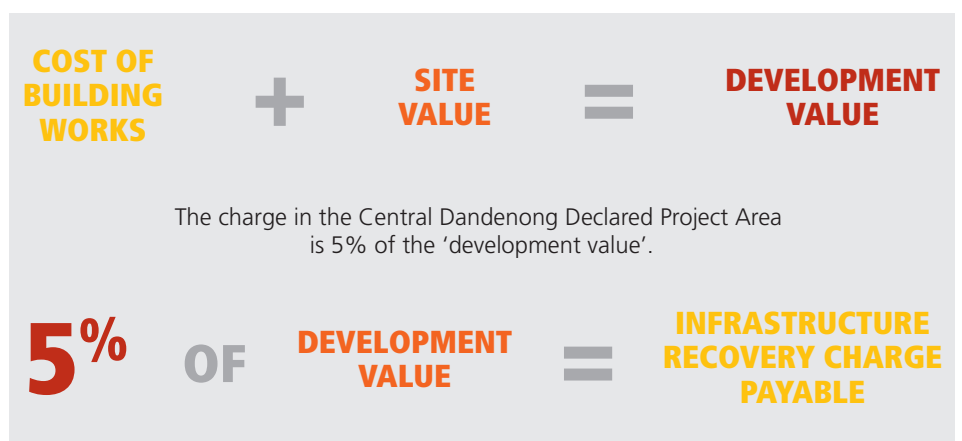 COST OF
BUILDING
WORKS
+
SITE
VALUE
=
DEVELOPMENT
VALUE
The charge in the Central Dandenong Declared Project Area
is 5% of the ‘development value’.
5%
OF
DEVELOPMENT
VALUE
=
INFRASTRUCTURE
RECOVERY CHARGE
PAYABLE